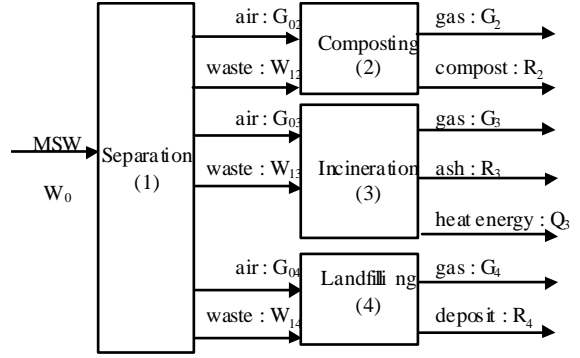 air : G02
gas : G2
Composting
(2)
waste : W12
compost : R2
air : G03
gas : G3
MSW
W0
Separation
(1)
waste : W13
Incineration
(3)
ash : R3
heat energy : Q3
air : G04
gas : G4
Landfilling
(4)
waste : W14
deposit : R4